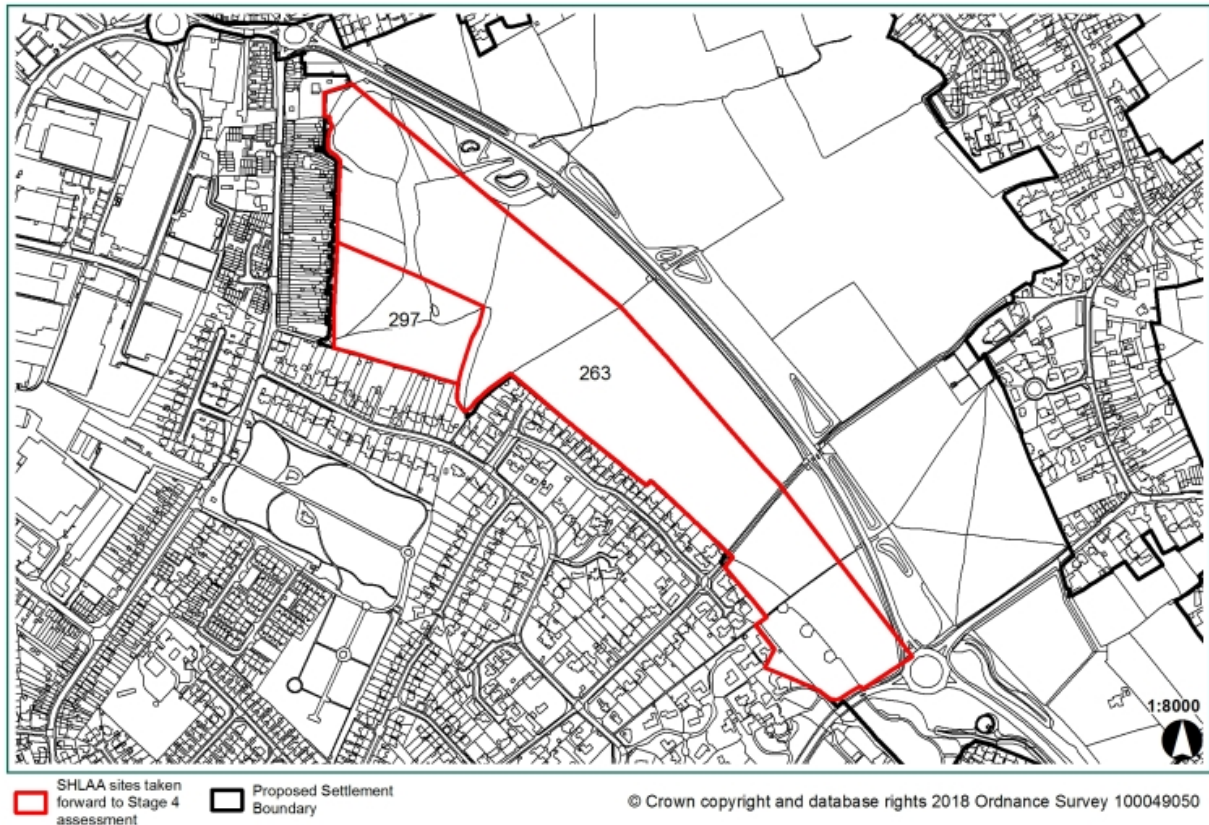 297
263
1:8000
SHLAA sites taken
forward to Stage 4
assessment
Proposed Settlement
Boundary
© Crown copyright and database rights 2018 Ordnance Survey 100049050